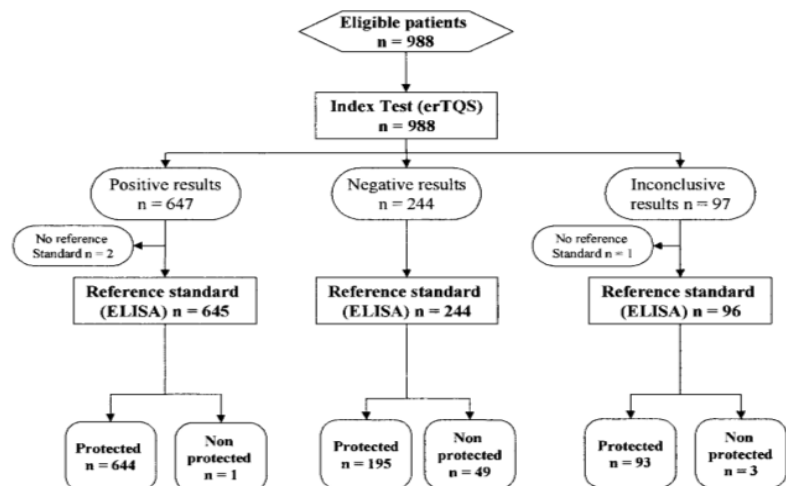 Eligible patients
n = 988
Index Test (erTQS)
n = 988
Positive results
n = 647
Negative results
n = 244
Inconclusive
results n = 97
No reference
Standard n = 2
No reference
Standard n = 1
Reference standard
(ELISA) n = 645
Reference standard
(ELISA) n = 244
Reference standard
(ELISA) n = 96
Protected
n = 644
Non
protected
n = 1
Protected
n = 195
Non
protected
n = 49
Protected
n = 93
Non
protected
n = 3